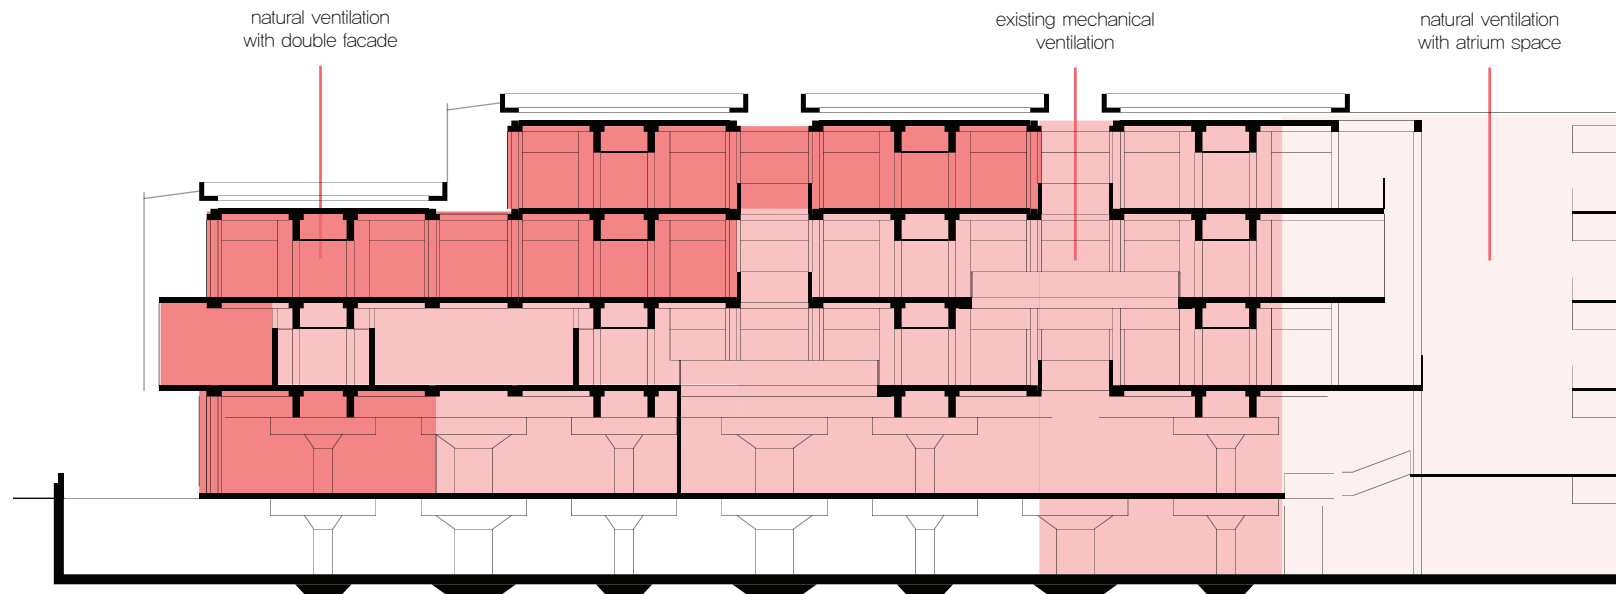 natural ventilation
with double facade
existing mechanical
ventilation
natural ventilation
with atrium space